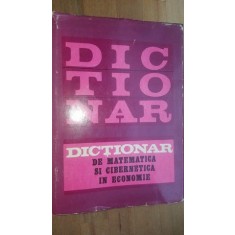 DIC
TIO
NAR
DICTIONAR
DE MATEMATICA
SI CIBERNETICA
IN ECONOMIE